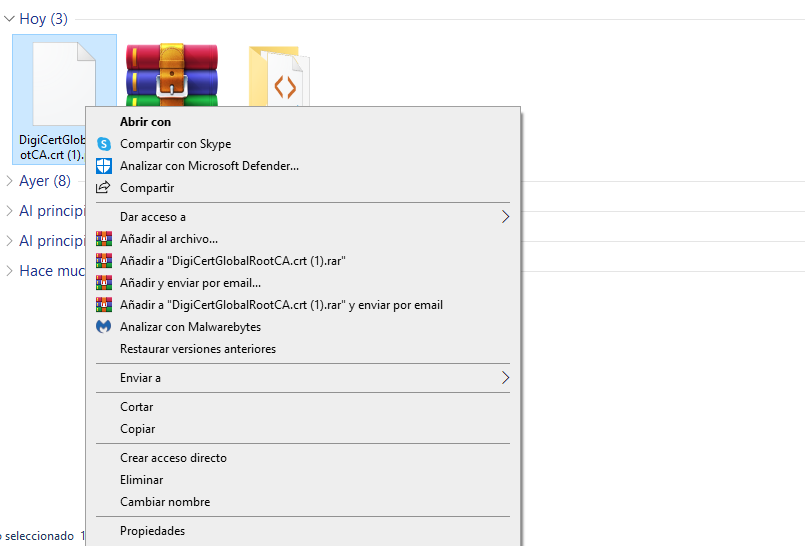 Hoy (3)
DigiCertGlob
otCA.crt (1).
Ayer (8)
Al principi
Al principi
Hace muc
Abrir con
Compartir con Skype
Analizar con Microsoft Defender...
Compartir
Dar acceso a
Añadir al archivo...
Añadir a "DigiCertGlobalRootCA.crt (1).rar"
Añadir y enviar por email...
Añadir a "DigiCertGlobalRootCA.crt (1).rar" y enviar por email
Analizar con Malwarebytes
Restaurar versiones anteriores
Enviar a
Cortar
Copiar
Crear acceso directo
Eliminar
Cambiar nombre
Propiedades
o seleccionado 1